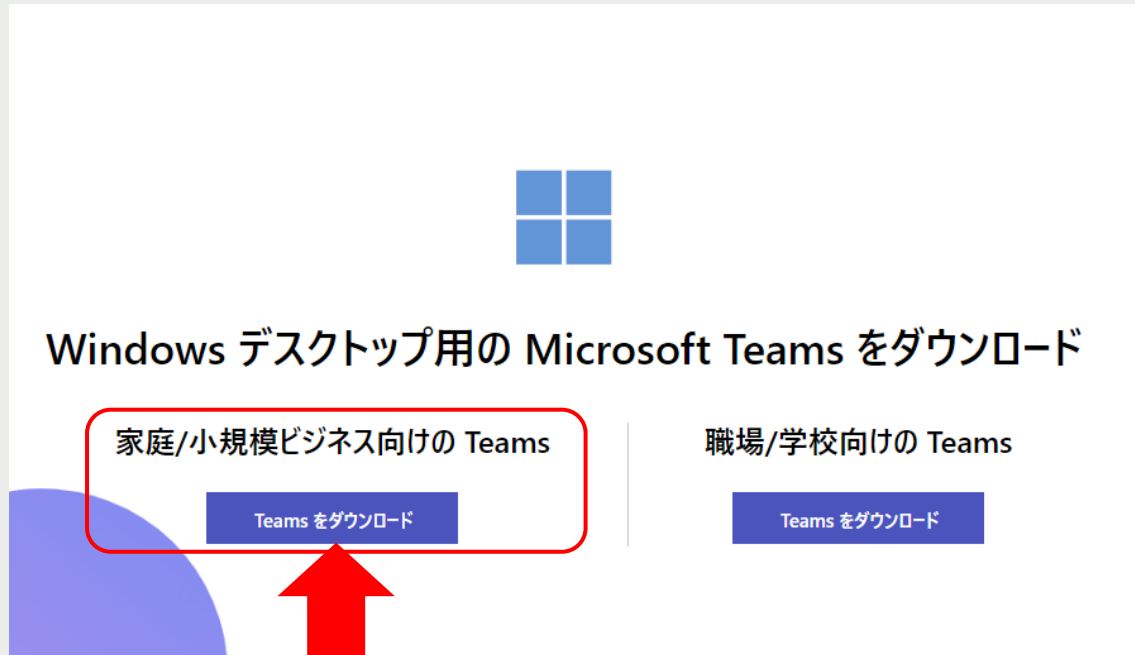 Windows デスクトップ用の Microsoft Teams をダウンロード
家庭/小規模ビジネス向けの Teams
Teams をダウンロード
職場/学校向けの Teams
Teams をダウンロード